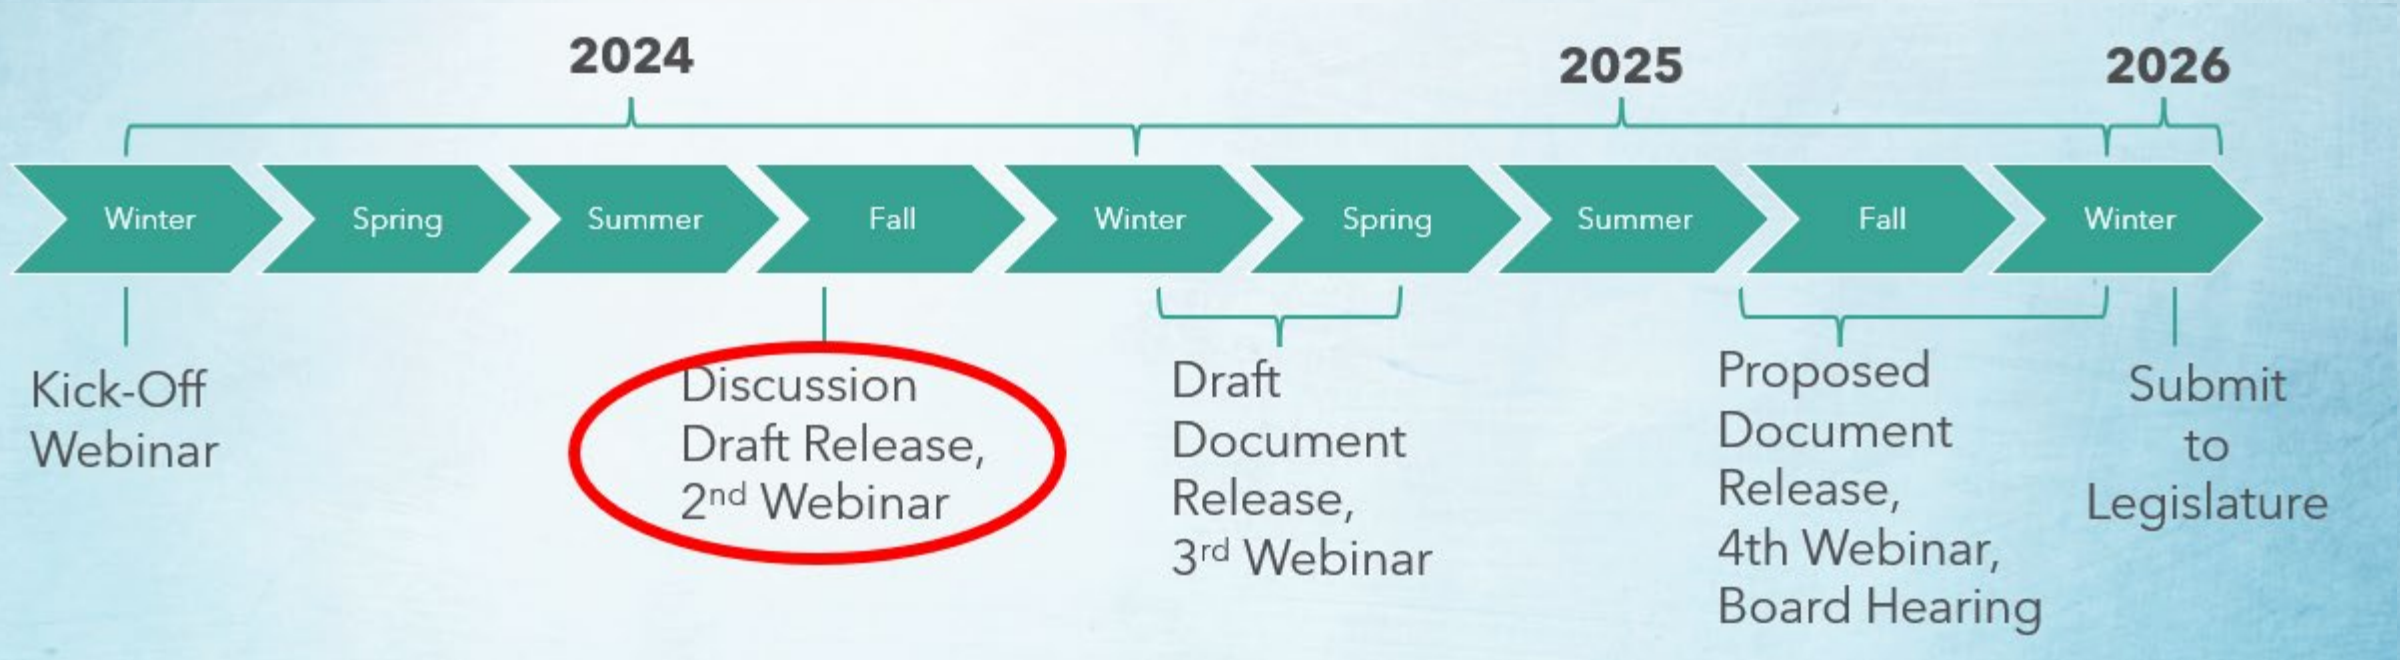 2024
2025
2026
Winter
Spring
Summer
Fall
Winter
Spring
Summer
Fall
Winter
Kick-Off
Webinar
Discussion
Draft Release,
2nd Webinar
Draft
Document
Release,
3rd Webinar
Proposed
Document
Release,
4th Webinar,
Board Hearing
Submit
to
Legislature